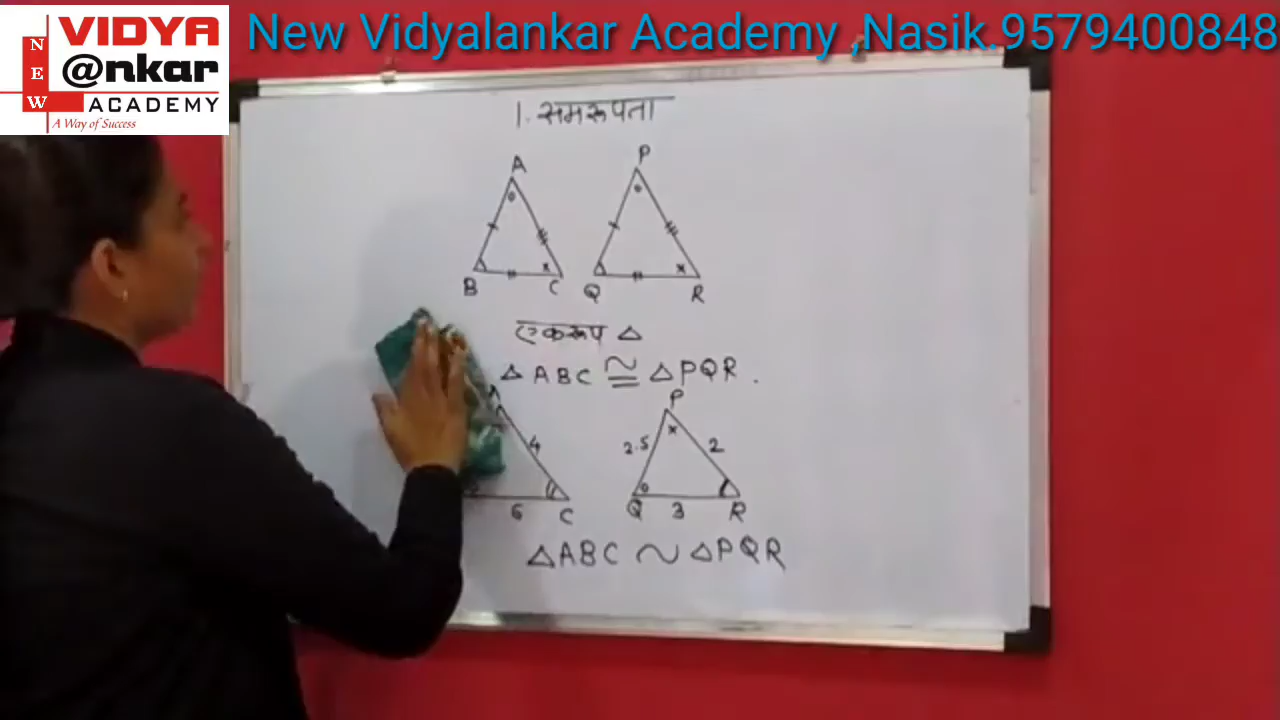 VIDYA
@nkar
NEW
ACADEMY
A Way of Success
New Vidyalankar Academy ,Nasik.9579400848
1. समरूपता
A P
B C Q R
एकरूप △
△ABC ≅ △PQR.
P
4 2.5 2
6 C Q 3 R
△ABC ~ △PQR